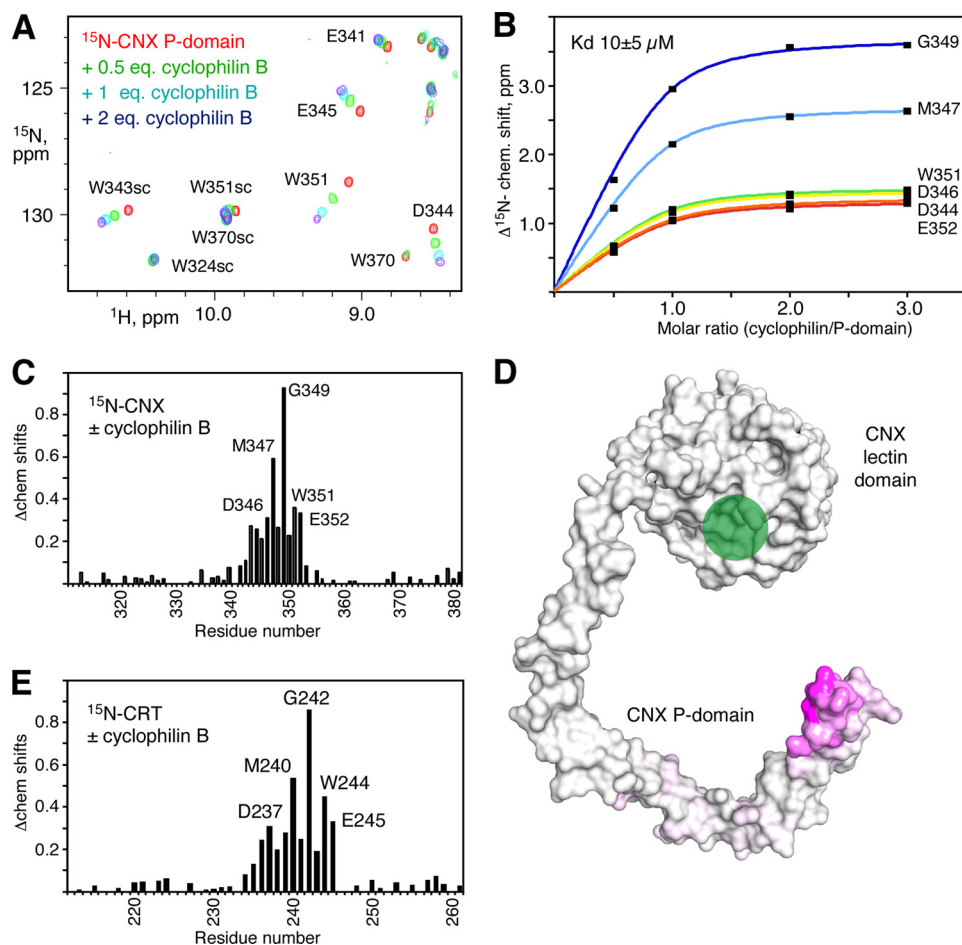 A
¹⁵N-CNX P-domain
+ 0.5 eq. cyclophilin B
+ 1 eq. cyclophilin B
+ 2 eq. cyclophilin B
E341
E345
W343sc
W351sc
W351
D344
W370sc
W324sc
W370
125
¹⁵N,
ppm
130
¹H, ppm
10.0
9.0
B
Kd 10±5 µM
G349
M347
W351
D346
D344
E352
Δ¹⁵N- chem. shift, ppm
3.0
2.0
1.0
1.0
2.0
3.0
Molar ratio (cyclophilin/P-domain)
C
¹⁵N-CNX
± cyclophilin B
G349
M347
D346
W351
E352
Δchem shifts
0.8
0.6
0.4
0.2
320
330
340
350
360
370
380
Residue number
D
CNX
lectin
domain
CNX P-domain
E
¹⁵N-CRT
± cyclophilin B
G242
M240
D237
W244
E245
Δchem shifts
0.8
0.6
0.4
0.2
220
230
240
250
260
Residue number